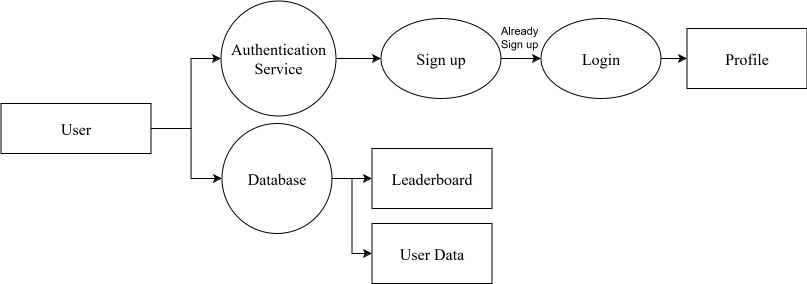 Authentication
Service
Sign up
Already
Sign up
Login
Profile
User
Database
Leaderboard
User Data